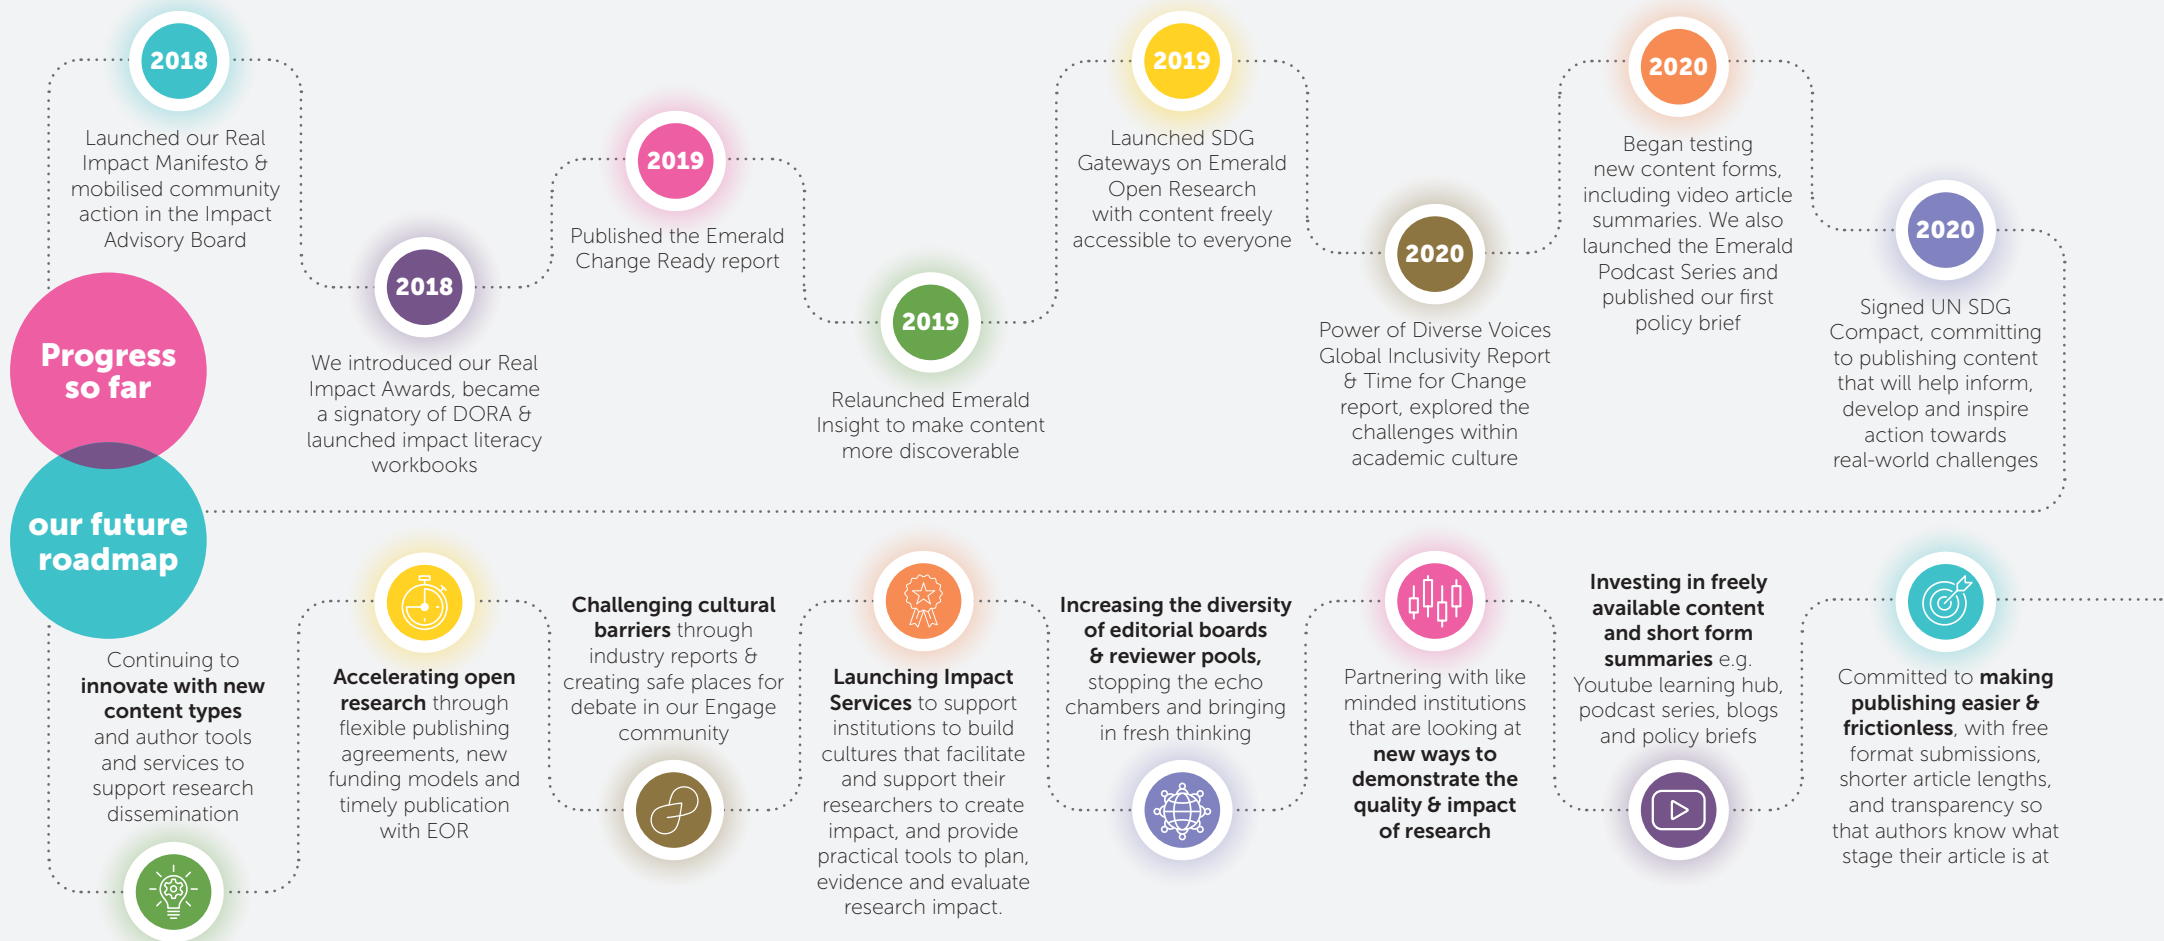 Progress
so far
2018
Launched our Real
Impact Manifesto &
mobilised community
action in the Impact
Advisory Board
2018
We introduced our Real
Impact Awards, became
a signatory of DORA &
launched impact literacy
workbooks
2019
Published the Emerald
Change Ready report
2019
Relaunched Emerald
Insight to make content
more discoverable
2019
Launched SDG
Gateways on Emerald
Open Research
with content freely
accessible to everyone
2020
Power of Diverse Voices
Global Inclusivity Report
& Time for Change
report, explored the
challenges within
academic culture
2020
Began testing
new content forms,
including video article
summaries. We also
launched the Emerald
Podcast Series and
published our first
policy brief
2020
Signed UN SDG
Compact, committing
to publishing content
that will help inform,
develop and inspire
action towards
real-world challenges
our future
roadmap
Continuing to
innovate with new
content types
and author tools
and services to
support research
dissemination
Accelerating open
research through
flexible publishing
agreements, new
funding models and
timely publication
with EOR
Challenging cultural
barriers through
industry reports &
creating safe places for
debate in our Engage
community
Launching Impact
Services to support
institutions to build
cultures that facilitate
and support their
researchers to create
impact, and provide
practical tools to plan,
evidence and evaluate
research impact.
Increasing the diversity
of editorial boards
& reviewer pools,
stopping the echo
chambers and bringing
in fresh thinking
Partnering with like
minded institutions
that are looking at
new ways to
demonstrate the
quality & impact
of research
Investing in freely
available content
and short form
summaries e.g.
Youtube learning hub,
podcast series, blogs
and policy briefs
Committed to making
publishing easier &
frictionless, with free
format submissions,
shorter article lengths,
and transparency so
that authors know what
stage their article is at